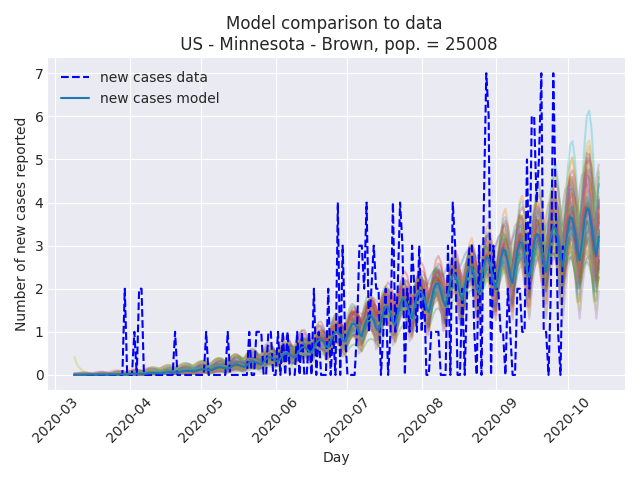 Model comparison to data
US - Minnesota - Brown, pop. = 25008
new cases data
new cases model
Number of new cases reported
7
6
5
4
3
2
1
0
2020-03
2020-04
2020-05
2020-06
2020-07
2020-08
2020-09
2020-10
Day